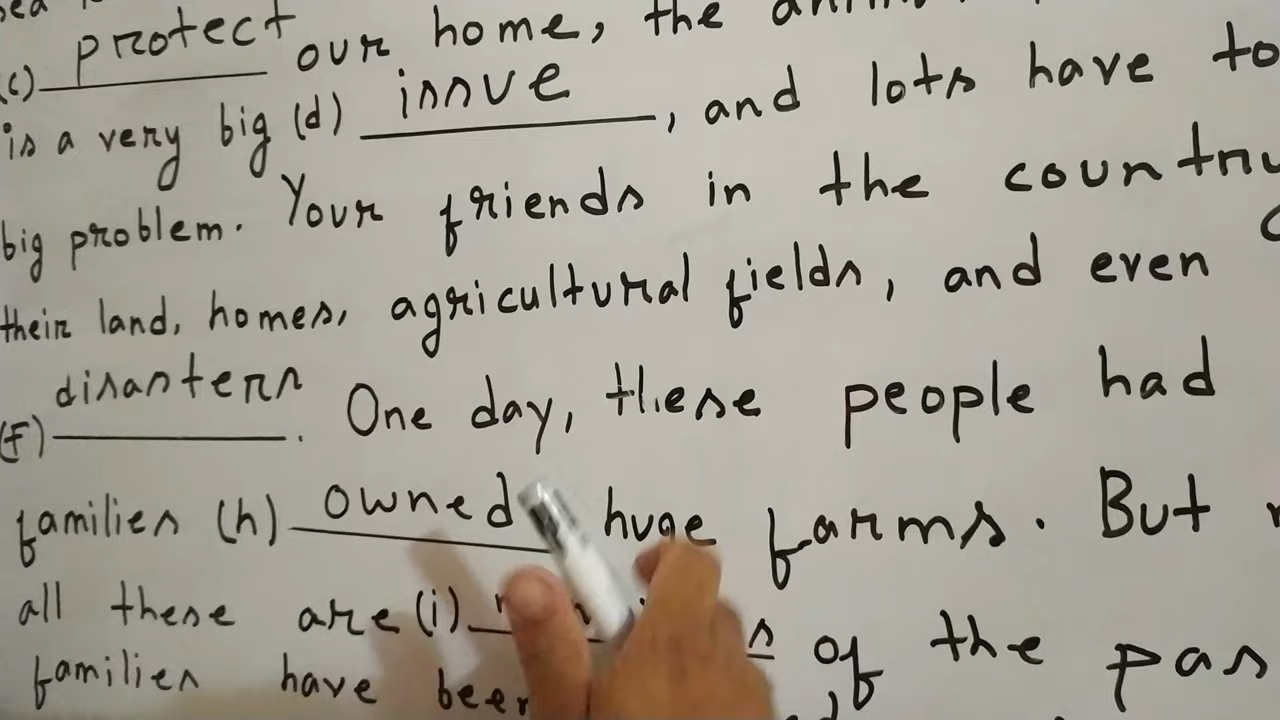 (c) protect our home, the
is a very big (d) issue, and lots have to
big problem. Your friends in the country
their land, homes, agricultural fields, and even
(f) disasters. One day, these people had
families (h) owned huge farms. But
all these are (i) of the pas
families have been